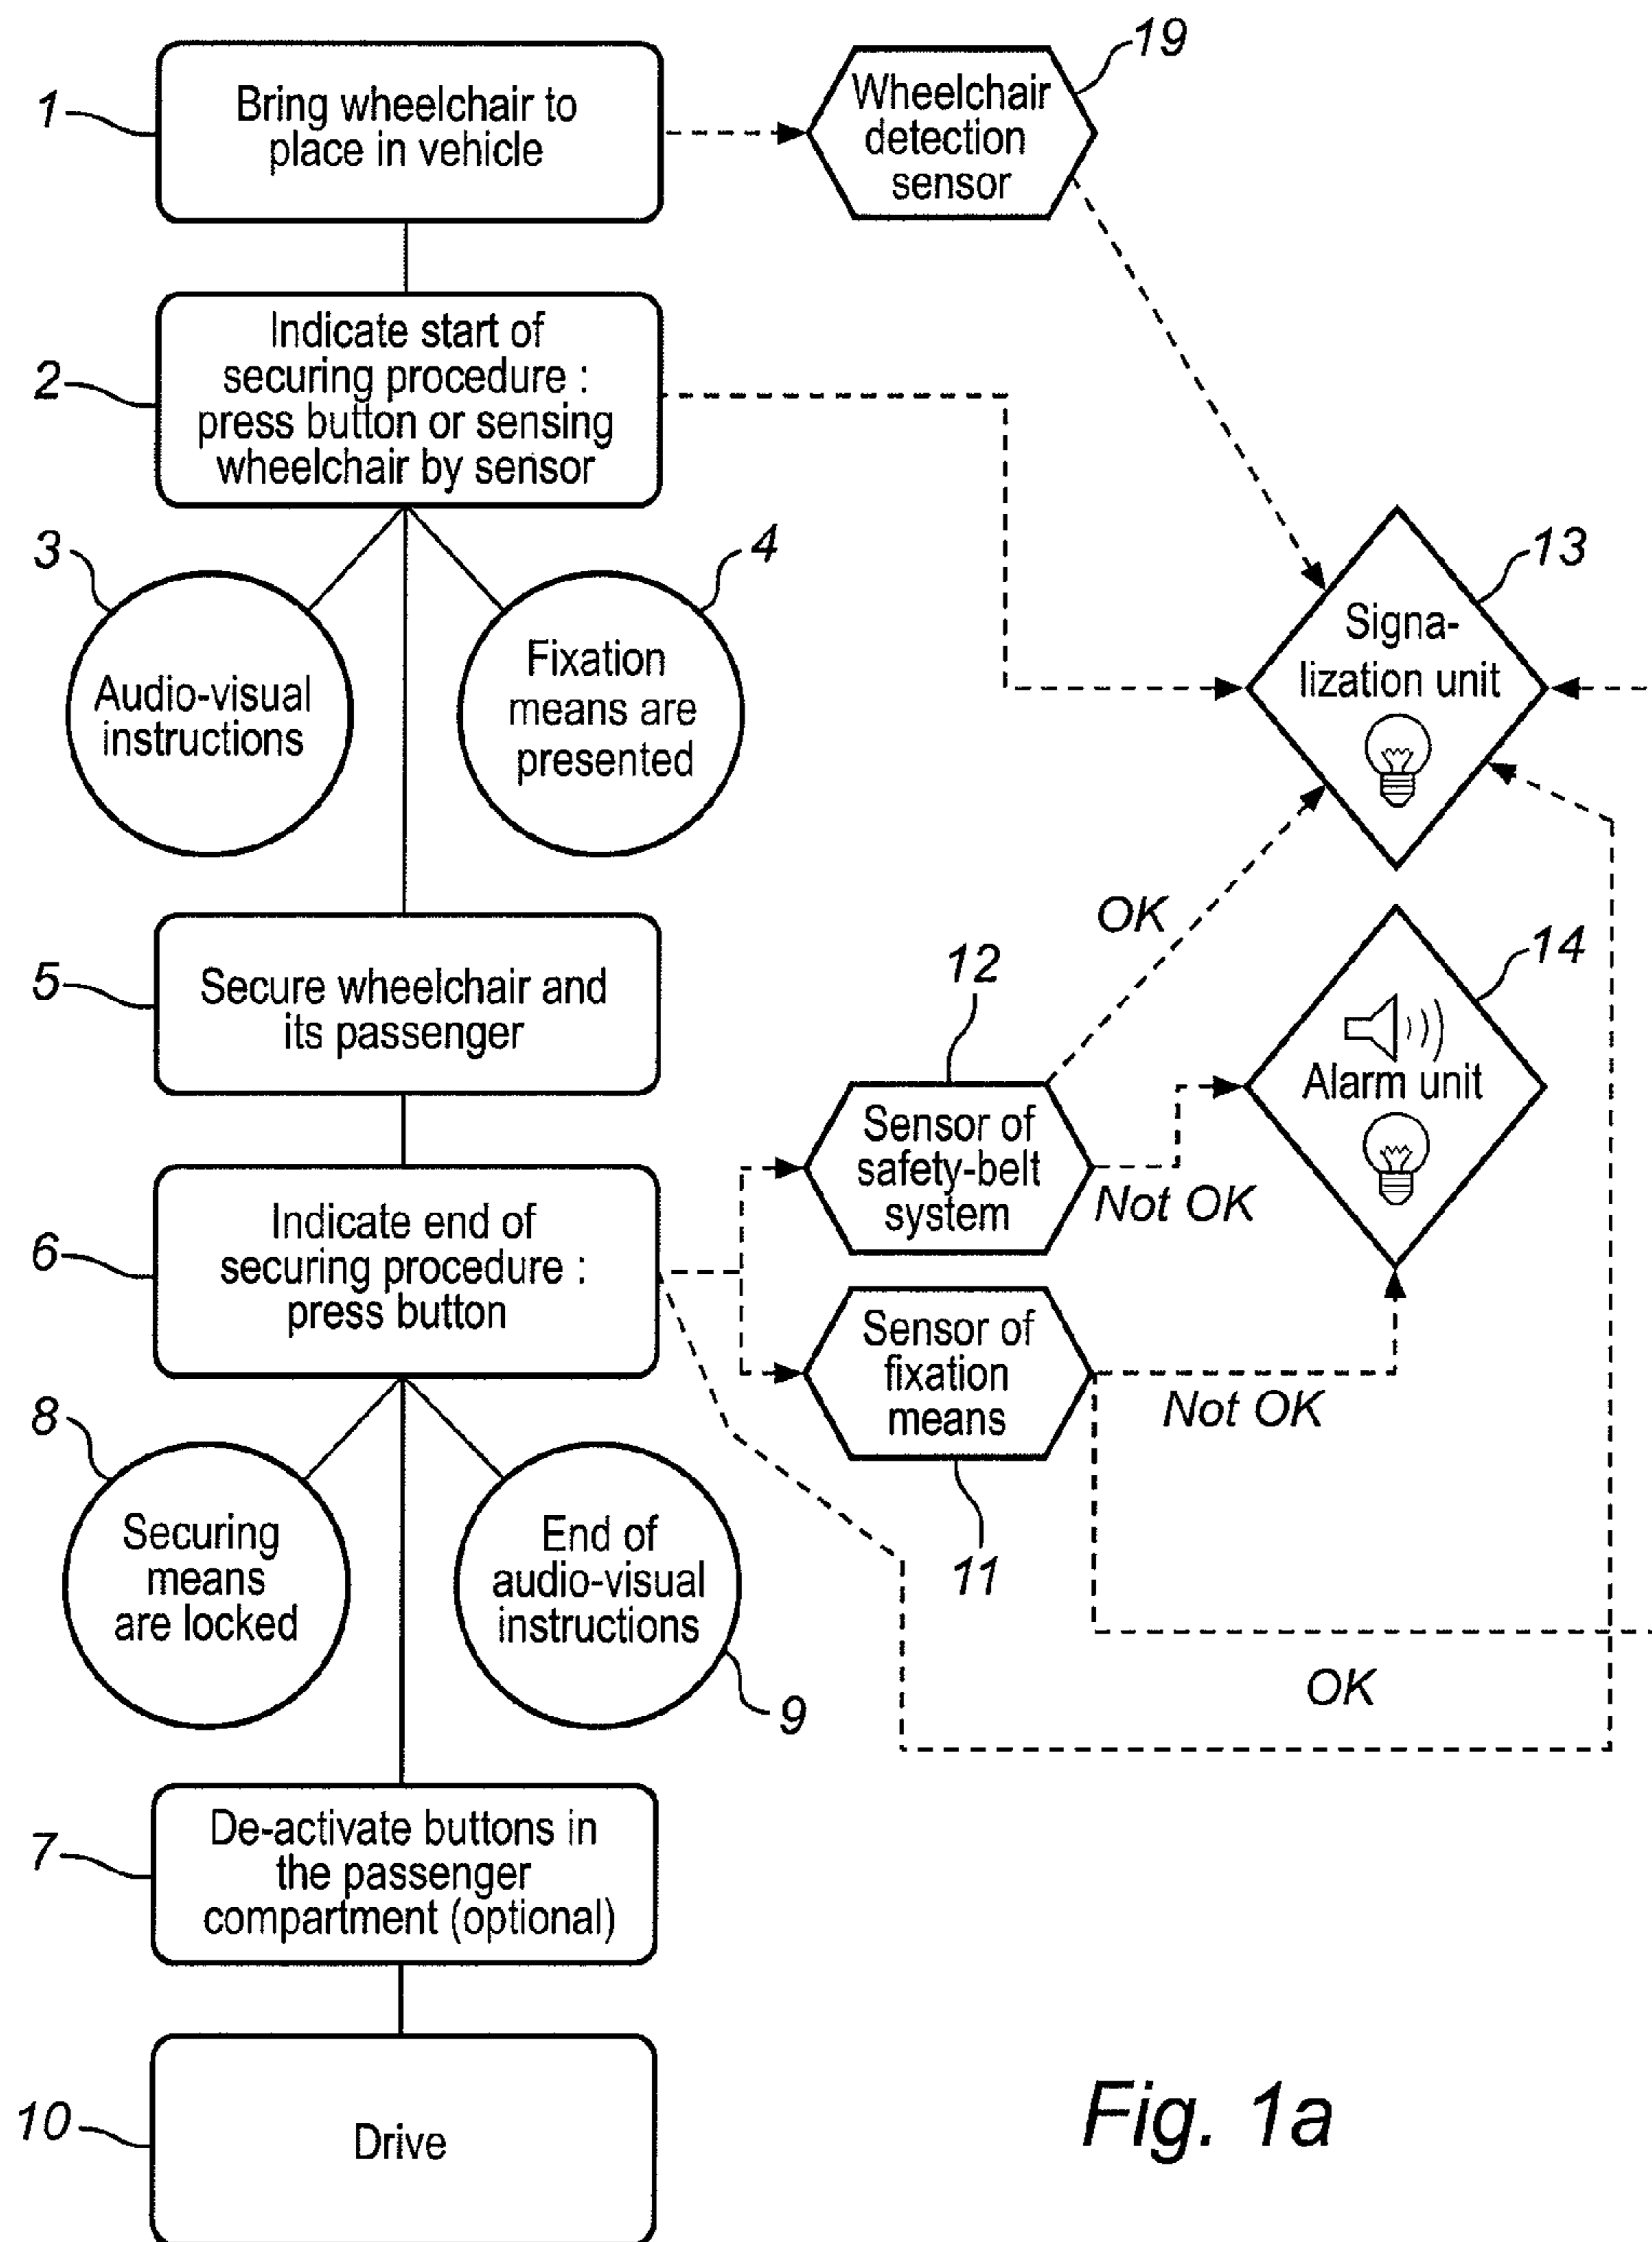 1
Bring wheelchair to
place in vehicle
19
Wheelchair
detection
sensor
2
Indicate start of
securing procedure :
press button or sensing
wheelchair by sensor
3
Audio-visual
instructions
4
Fixation
means are
presented
13
Signa-
lization unit
5
Secure wheelchair and
its passenger
OK
12
Sensor of
safety-belt
system
Not OK
14
Alarm unit
6
Indicate end of
securing procedure :
press button
Sensor of
fixation
means
11
Not OK
OK
8
Securing
means
are locked
End of
audio-visual
instructions
9
7
De-activate buttons in
the passenger
compartment (optional)
10
Drive
Fig. 1a